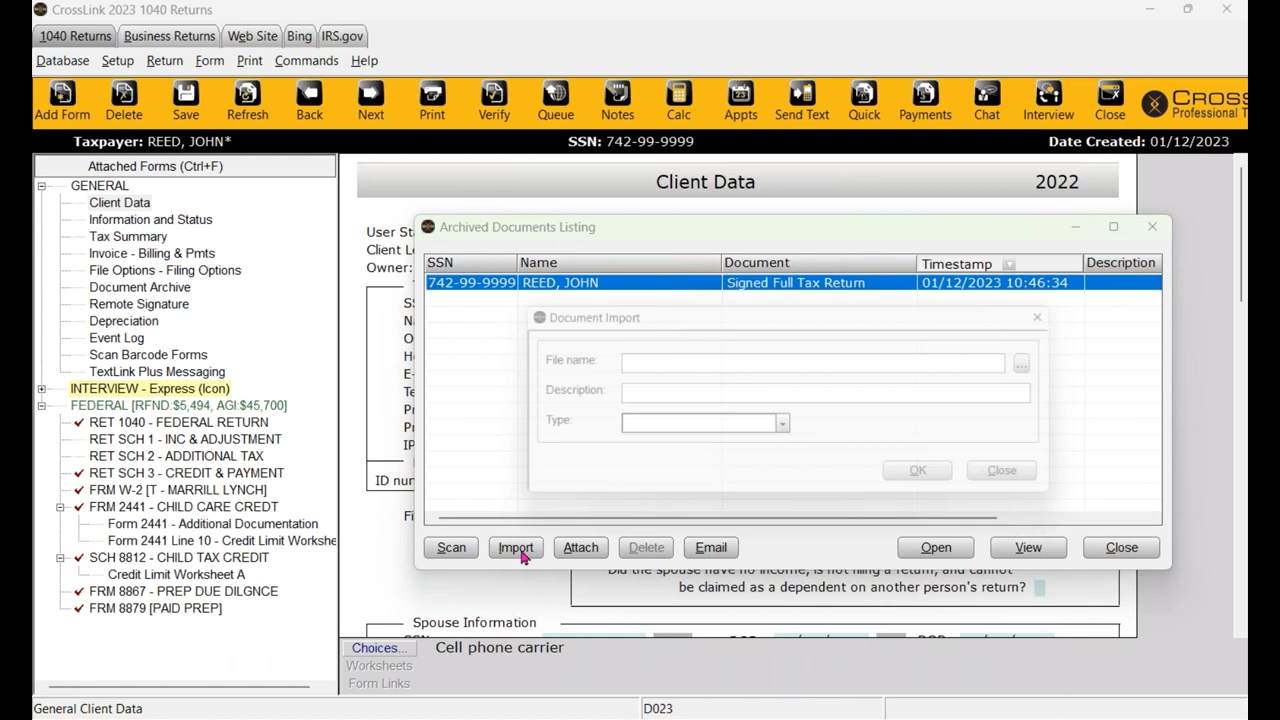 CrossLink 2023 1040 Returns
1040 Returns Business Returns Web Site Bing IRS.gov
Database Setup Return Form Print Commands Help
Add Form Delete Save Refresh Back Next Print Verify Queue Notes Calc Appts Send Text Quick Payments Chat Interview Close
CROSS
Professional T
Taxpayer: REED, JOHN* SSN: 742-99-9999 Date Created: 01/12/2023
Attached Forms (Ctrl+F)
GENERAL
Client Data
Information and Status
Tax Summary
Invoice - Billing & Pmts
File Options - Filing Options
Document Archive
Remote Signature
Depreciation
Event Log
Scan Barcode Forms
TextLink Plus Messaging
INTERVIEW - Express (Icon)
FEDERAL [RFND:$5,494, AGI:$45,700]
RET 1040 - FEDERAL RETURN
RET SCH 1 - INC & ADJUSTMENT
RET SCH 2 - ADDITIONAL TAX
RET SCH 3 - CREDIT & PAYMENT
FRM W-2 [T - MARRILL LYNCH]
FRM 2441 - CHILD CARE CREDT
Form 2441 - Additional Documentation
Form 2441 Line 10 - Credit Limit Workshe
SCH 8812 - CHILD TAX CREDIT
Credit Limit Worksheet A
FRM 8867 - PREP DUE DILGNCE
FRM 8879 [PAID PREP]
Client Data 2022
User St
Client L
Owner:
SS
Na
O
H
E-
Te
Pr
Pr
IP
ID nun
Fi
Archived Documents Listing
SSN Name Document Timestamp Description
742-99-9999 REED, JOHN Signed Full Tax Return 01/12/2023 10:46:34
Document Import
File name: ...
Description:
Type:
OK Close
Scan Import Attach Delete Email Open View Close
Did the spouse have no income, is not filing a return, and cannot
be claimed as a dependent on another person's return?
Spouse Information
Choices... Cell phone carrier
Worksheets
Form Links
General Client Data D023